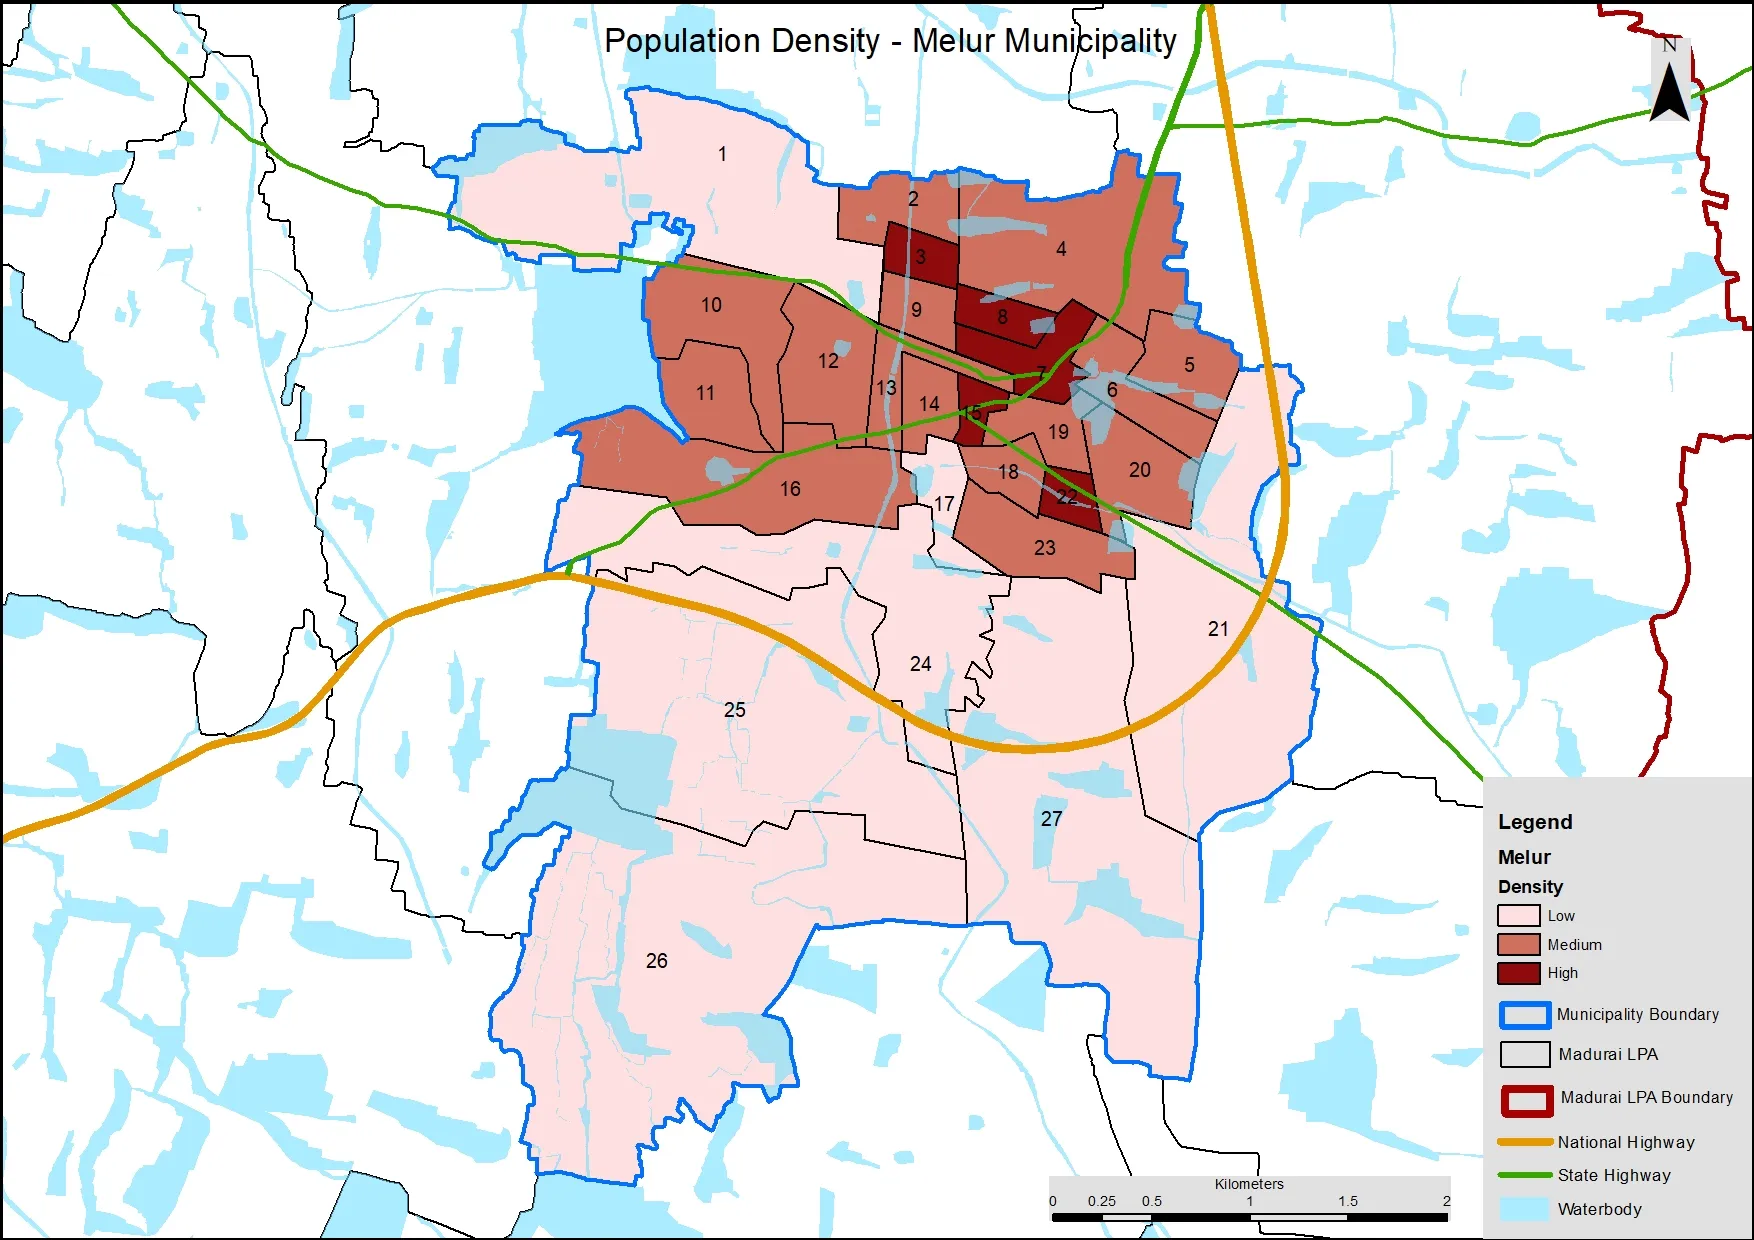 Population Density - Melur Municipality
N
1
2
4
3
10
9
8
12
5
11
13
7
6
14
15
19
18
20
16
22
17
23
21
24
25
27
26
Legend
Melur
Density
Low
Medium
High
Municipality Boundary
Madurai LPA
Madurai LPA Boundary
National Highway
State Highway
Waterbody
Kilometers
0 0.25 0.5 1 1.5 2